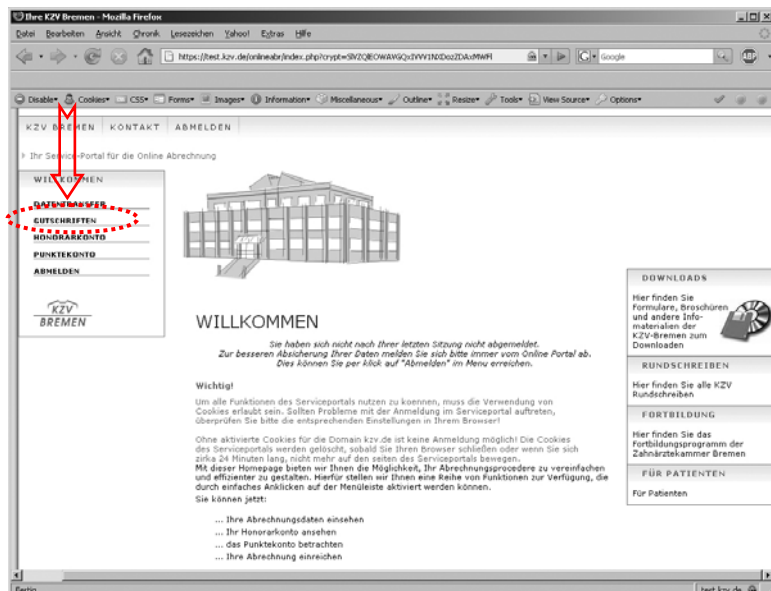 Ihre KZV Bremen - Mozilla Firefox
Datei Bearbeiten Ansicht Chronik Lesezeichen Yahoo! Extras Hilfe
Google
ABP
Disable Cookies CSS Forms Images Information Miscellaneous Outline Resize Tools View Source Options
KZV BREMEN KONTAKT ABMELDEN
Ihr Service-Portal für die Online Abrechnung
WILLKOMMEN
DATENTRANSFER
GUTSCHRIFTEN
HONORARKONTO
PUNKTEKONTO
ABMELDEN
KZV
BREMEN
WILLKOMMEN
Sie haben sich nicht nach Ihrer letzten Sitzung nicht abgemeldet.
Zur besseren Absicherung Ihrer Daten melden Sie sich bitte immer vom Online Portal ab.
Dies können Sie per klick auf "Abmelden" im Menu erreichen.
Wichtig!
Um alle Funktionen des Serviceportals nutzen zu koennen, muss die Verwendung von
Cookies erlaubt sein. Sollten Probleme mit der Anmeldung im Serviceportal auftreten,
überprüfen Sie bitte die entsprechenden Einstellungen in Ihrem Browser!
Ohne aktivierte Cookies für die Domain kzv.de ist keine Anmeldung möglich! Die Cookies
des Serviceportals werden gelöscht, sobald Sie Ihren Browser schließen oder wenn Sie sich
zirka 24 Minuten lang, nicht mehr auf den seiten des Serviceportals bewegen.
Mit dieser Homepage bieten wir Ihnen die Möglichkeit, Ihr Abrechnungsprocedere zu vereinfachen
und effizienter zu gestalten. Hierfür stellen wir Ihnen eine Reihe von Funktionen zur Verfügung, die
durch einfaches Anklicken auf der Menüleiste aktiviert werden können.
Sie können jetzt:
... Ihre Abrechnungsdaten einsehen
... Ihr Honorarkonto ansehen
... das Punktekonto betrachten
... Ihre Abrechnung einreichen
DOWNLOADS
Hier finden Sie
Formulare, Broschüren
und andere Info-
materialen der
KZV-Bremen zum
Downloaden
RUNDSCHREIBEN
Hier finden Sie alle KZV
Rundschreiben
FORTBILDUNG
Hier finden Sie das
Fortbildungsprogramm der
Zahnärztekammer Bremen
FÜR PATIENTEN
Für Patienten
Fertig
test.kzv.de